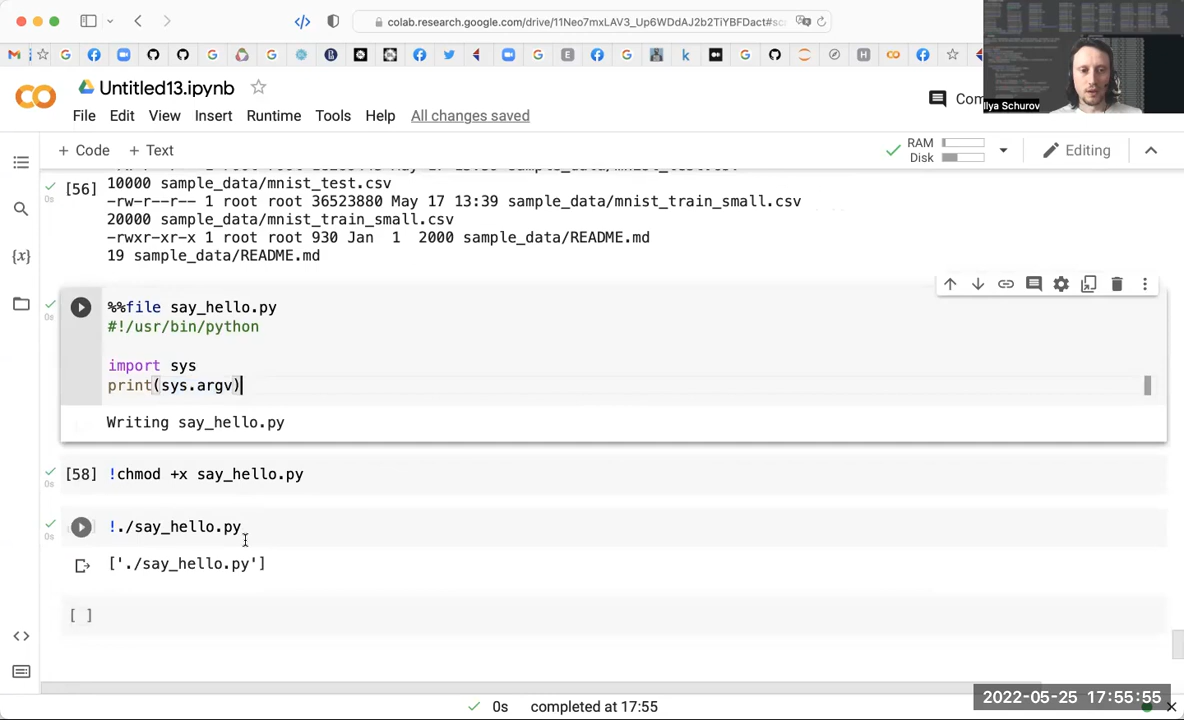 colab.research.google.com/drive/11Neo7mxLAV3_Up6WDdAJ2b2TiYBFDact#sc
Untitled13.ipynb
File Edit View Insert Runtime Tools Help All changes saved
Ilya Schurov
+ Code + Text
RAM
Disk
Editing
[56]
10000 sample_data/mnist_test.csv
-rw-r--r-- 1 root root 36523880 May 17 13:39 sample_data/mnist_train_small.csv
20000 sample_data/mnist_train_small.csv
-rwxr-xr-x 1 root root 930 Jan 1 2000 sample_data/README.md
19 sample_data/README.md
%%file say_hello.py
#!/usr/bin/python
import sys
print(sys.argv)
Writing say_hello.py
[58] !chmod +x say_hello.py
!./say_hello.py
['./say_hello.py']
[ ]
0s completed at 17:55
2022-05-25 17:55:55